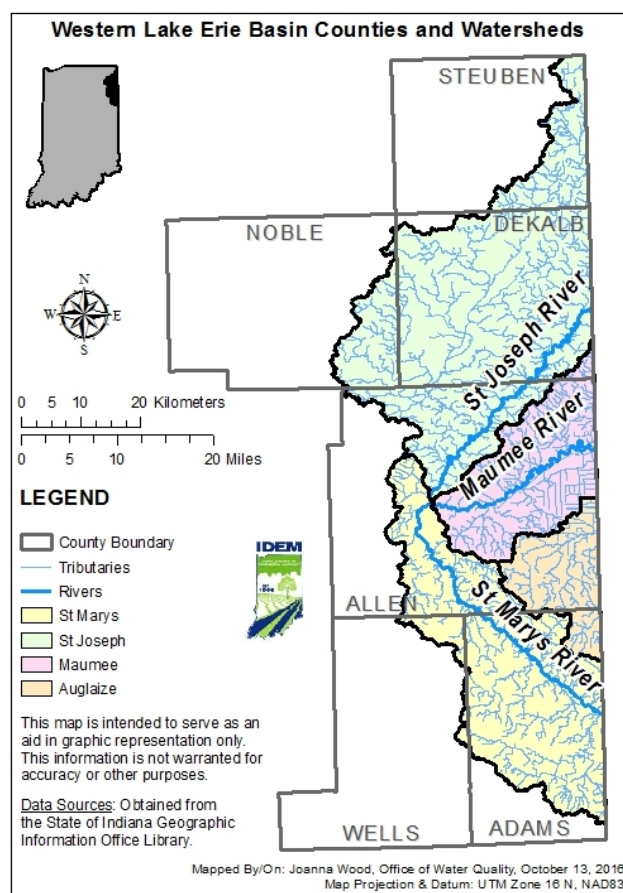 Western Lake Erie Basin Counties and Watersheds
STEUBEN
NOBLE
DEKALB
N
W
E
S
St Joseph River
0 5 10 20 Kilometers
0 5 10 20 Miles
Maumee River
LEGEND
County Boundary
Tributaries
Rivers
St Marys
St Joseph
Maumee
Auglaize
IDEM
ALLEN
St Marys River
This map is intended to serve as an
aid in graphic representation only.
This information is not warranted for
accuracy or other purposes.
Data Sources: Obtained from
the State of Indiana Geographic
Information Office Library.
WELLS
ADAMS
Mapped By/On: Joanna Wood, Office of Water Quality, October 13, 2016
Map Projection & Datum: UTM Zone 16 N, NAD83